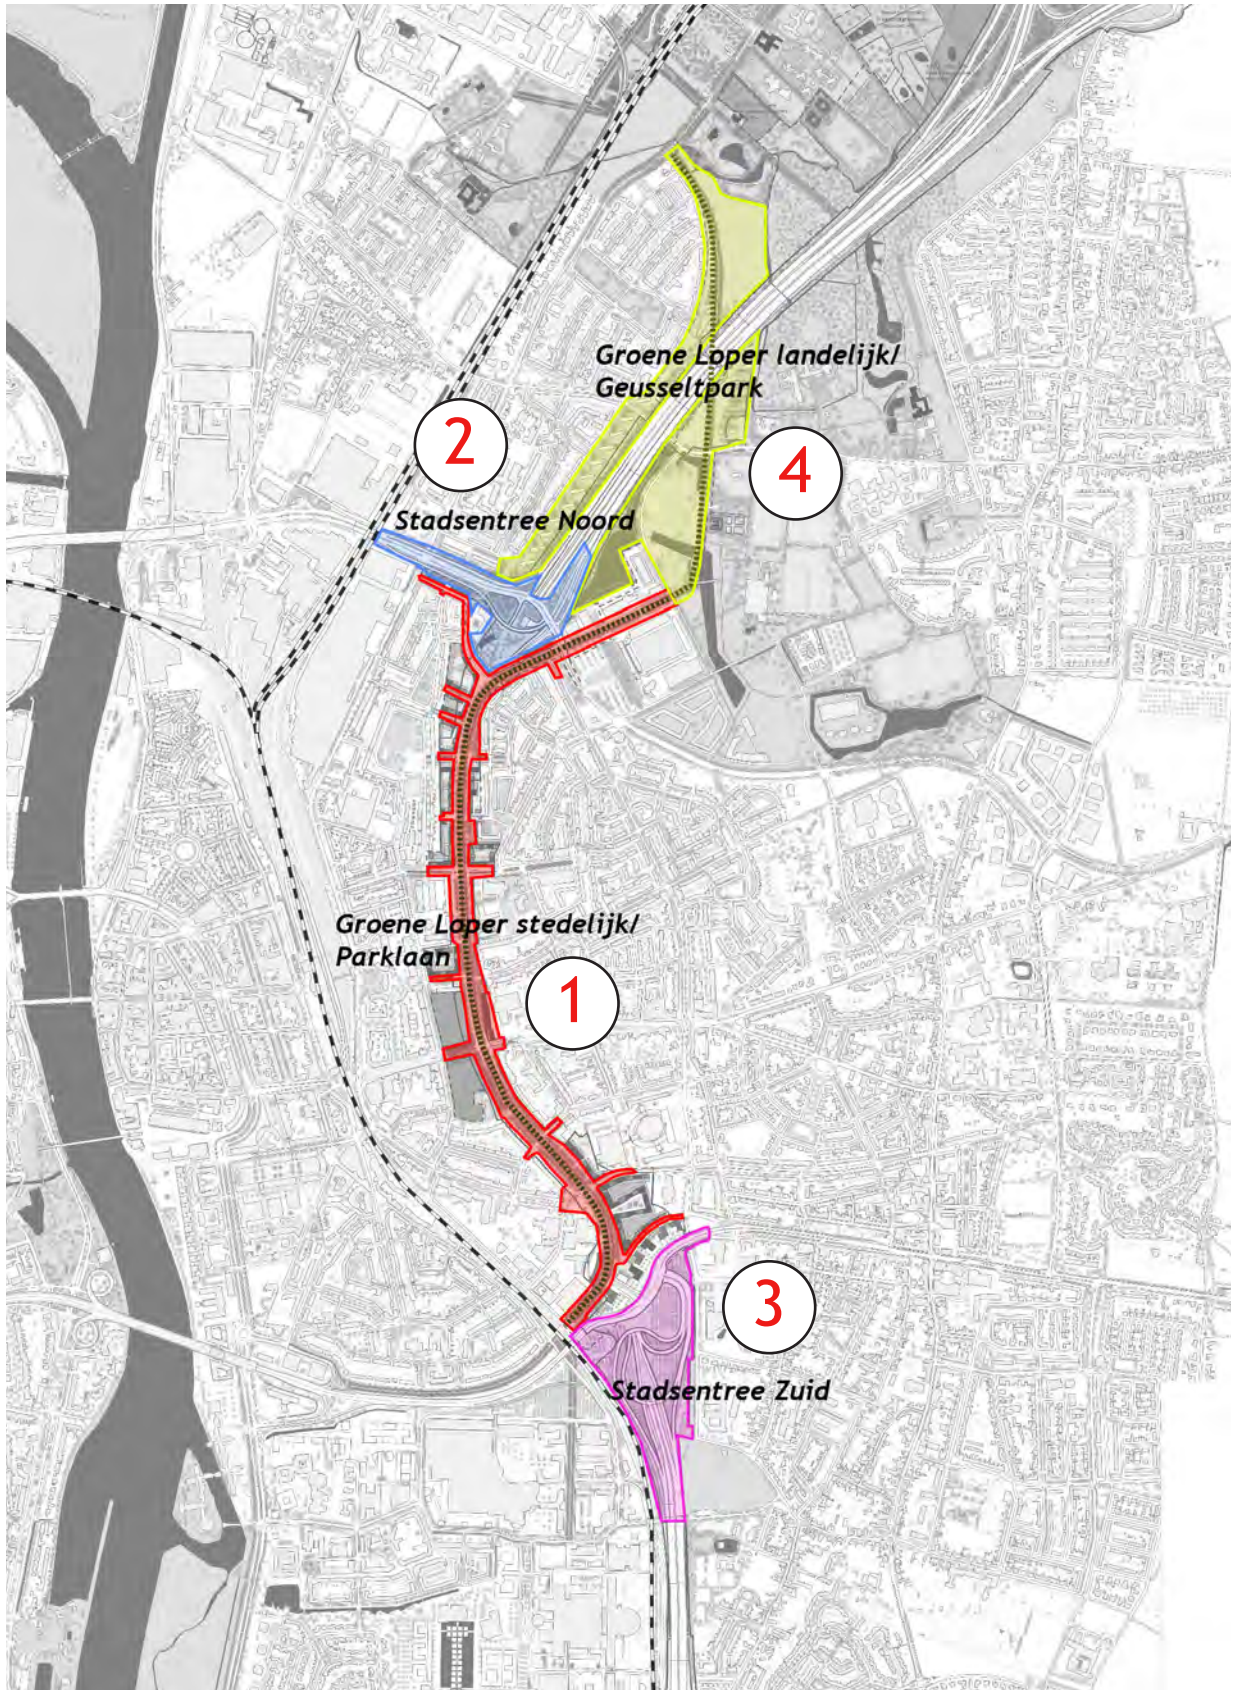 Groene Loper landelijk/
Geusseltpark
2
4
Stadsentree Noord
Groene Loper stedelijk/
Parklaan
1
3
Stadsentree Zuid